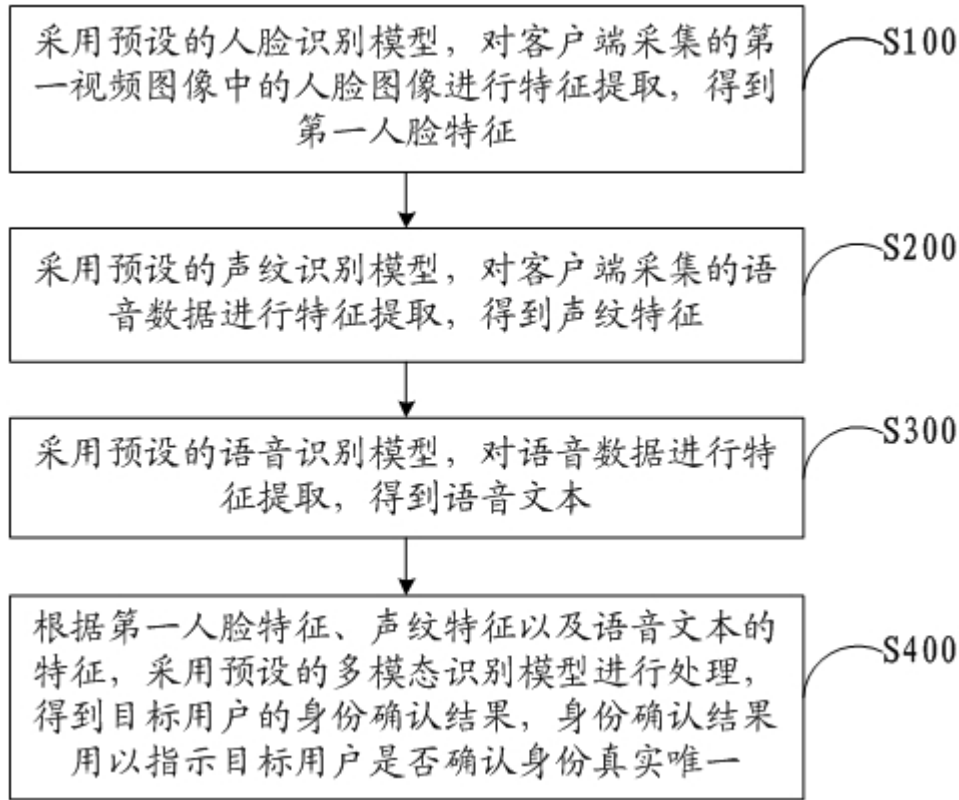 采用预设的人脸识别模型，对客户端采集的第
一视频图像中的人脸图像进行特征提取，得到
第一人脸特征
S100
采用预设的声纹识别模型，对客户端采集的语
音数据进行特征提取，得到声纹特征
S200
采用预设的语音识别模型，对语音数据进行特
征提取，得到语音文本
S300
根据第一人脸特征、声纹特征以及语音文本的
特征，采用预设的多模态识别模型进行处理，
得到目标用户的身份确认结果，身份确认结果
用以指示目标用户是否确认身份真实唯一
S400